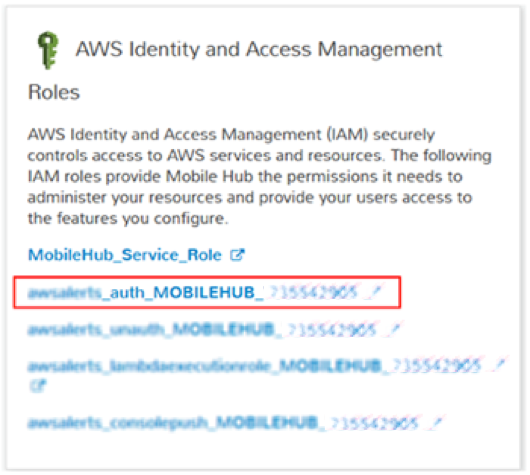 AWS Identity and Access Management
Roles
AWS Identity and Access Management (IAM) securely
controls access to AWS services and resources. The following
IAM roles provide Mobile Hub the permissions it needs to
administer your resources and provide your users access to
the features you configure.
MobileHub_Service_Role
awsalerts_auth_MOBILEHUB_735542905
awsalerts_unauth_MOBILEHUB_735542905
awsalerts_lambdaexecutionrole_MOBILEHUB_735542905
awsalerts_consolepush_MOBILEHUB_735542905